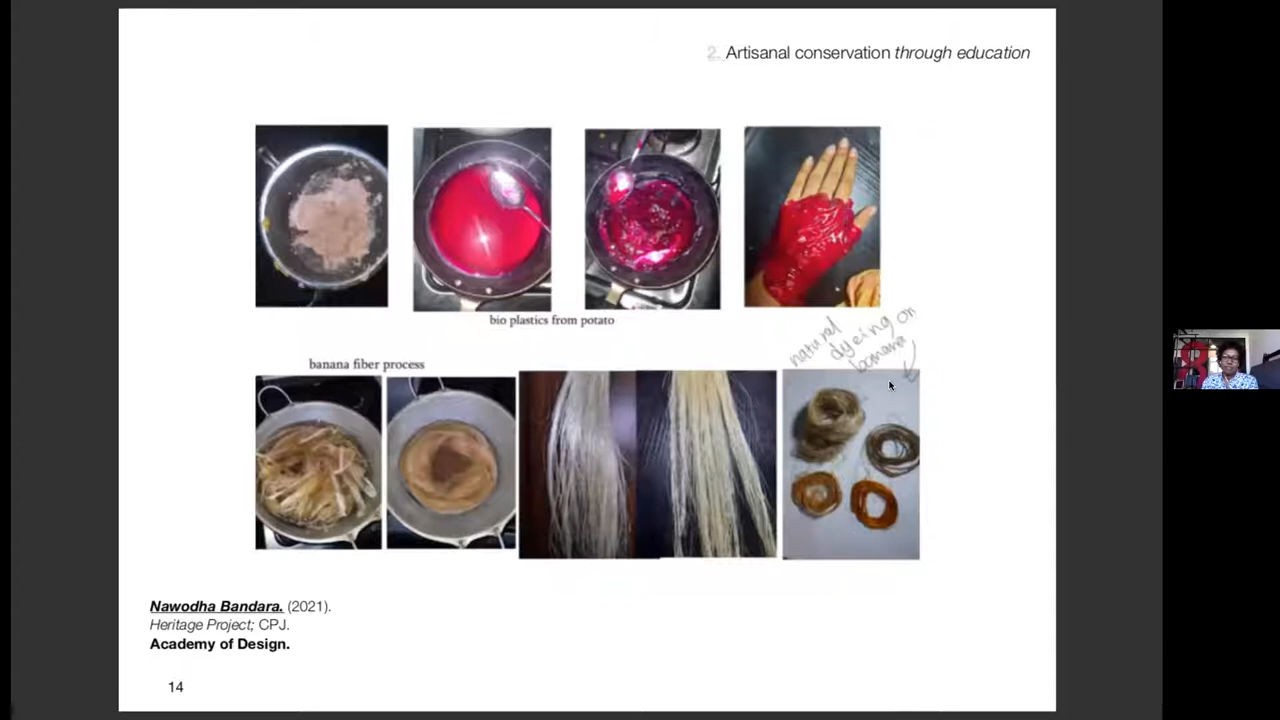 2. Artisanal conservation through education
bio plastics from potato
natural
dyeing on
banana
banana fiber process
Nawodha Bandara. (2021).
Heritage Project; CPJ.
Academy of Design.
14